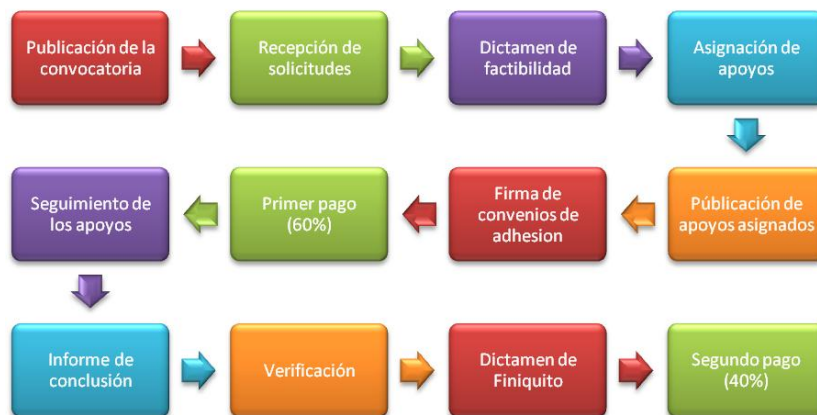 Publicación de la
convocatoria
Recepción de
solicitudes
Dictamen de
factibilidad
Asignación de
apoyos
Públicación de
apoyos asignados
Firma de
convenios de
adhesion
Primer pago
(60%)
Seguimiento de
los apoyos
Informe de
conclusión
Verificación
Dictamen de
Finiquito
Segundo pago
(40%)